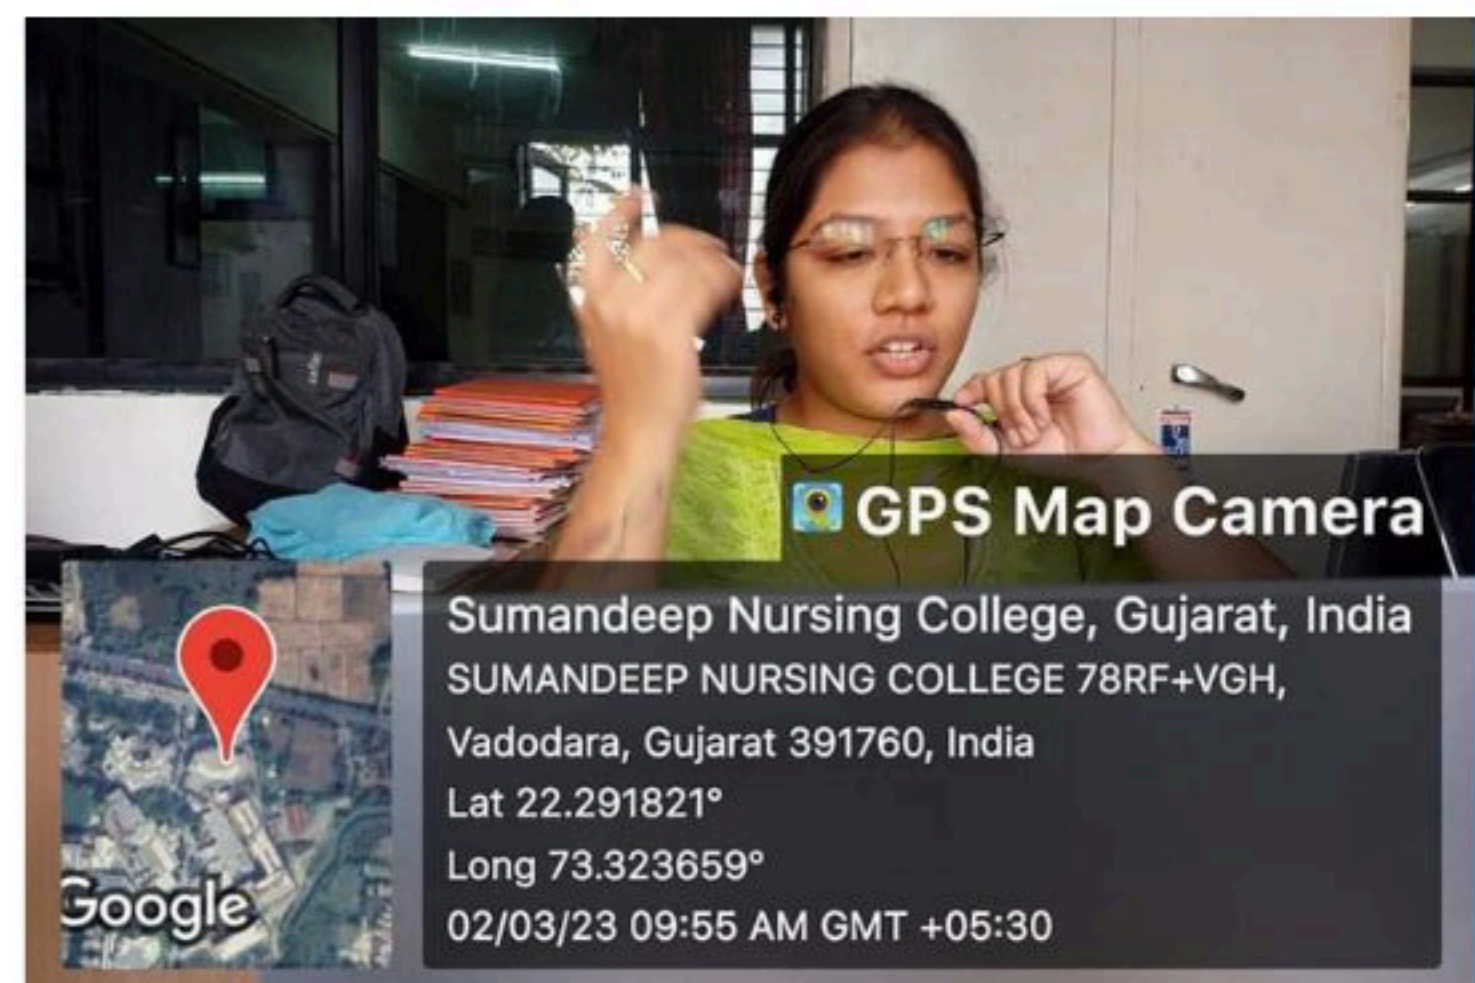 GPS Map Camera
Sumandeep Nursing College, Gujarat, India
SUMANDEEP NURSING COLLEGE 78RF+VGH,
Vadodara, Gujarat 391760, India
Lat 22.291821°
Long 73.323659°
02/03/23 09:55 AM GMT +05:30
Google